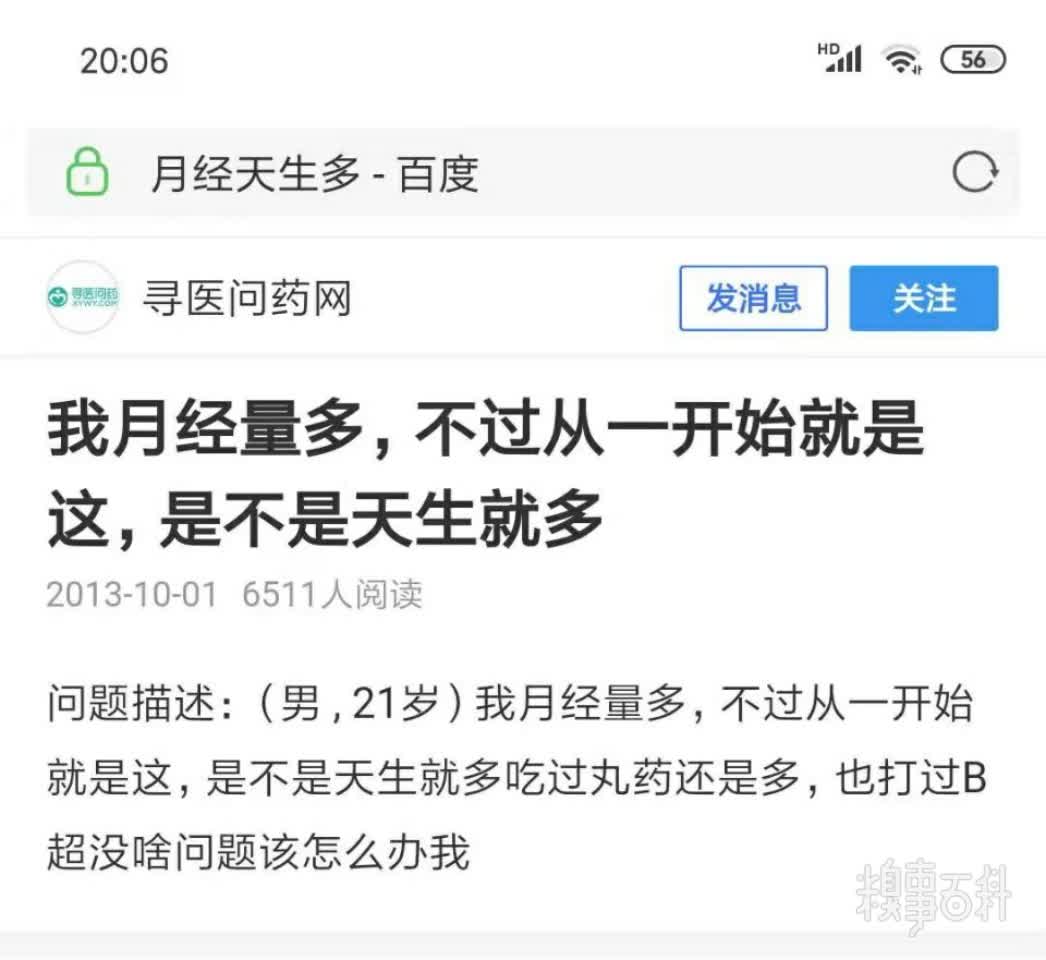 20:06
HD 56
月经天生多 - 百度
寻医问药 XYWY.COM
寻医问药网
发消息
关注
我月经量多，不过从一开始就是
这，是不是天生就多
2013-10-01 6511人阅读
问题描述：（男 , 21岁）我月经量多，不过从一开始
就是这，是不是天生就多吃过丸药还是多，也打过B
超没啥问题该怎么办我
糗事百科